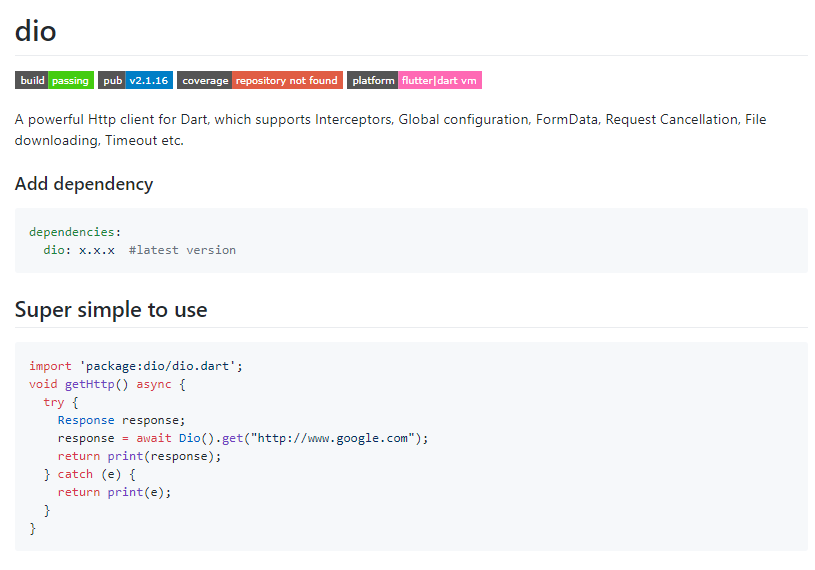 dio
build passing pub v2.1.16 coverage repository not found platform flutter|dart vm
A powerful Http client for Dart, which supports Interceptors, Global configuration, FormData, Request Cancellation, File
downloading, Timeout etc.
Add dependency
dependencies:
  dio: x.x.x  #latest version
Super simple to use
import 'package:dio/dio.dart';
void getHttp() async {
  try {
    Response response;
    response = await Dio().get("http://www.google.com");
    return print(response);
  } catch (e) {
    return print(e);
  }
}